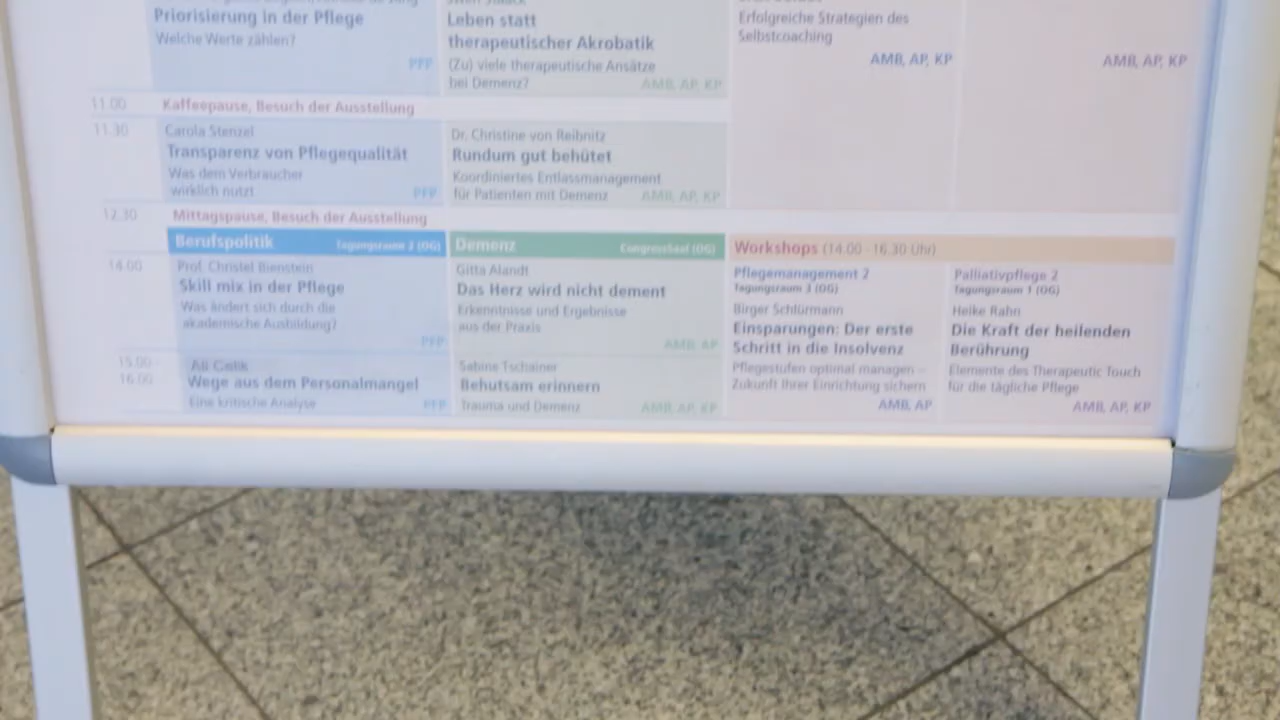 Priorisierung in der Pflege
Welche Werte zählen?
PFP
Leben statt
therapeutischer Akrobatik
(Zu) viele therapeutische Ansätze
bei Demenz?
AMB, AP, KP
Erfolgreiche Strategien des
Selbstcoaching
AMB, AP, KP
AMB, AP, KP
11.00
Kaffeepause, Besuch der Ausstellung
11.30
Carola Stenzel
Transparenz von Pflegequalität
Was dem Verbraucher
wirklich nutzt
PFP
Dr. Christine von Reibnitz
Rundum gut behütet
Koordiniertes Entlassmanagement
für Patienten mit Demenz
AMB, AP, KP
12.30
Mittagspause, Besuch der Ausstellung
Berufspolitik
Tagungsraum 2 (OG)
Demenz
CongressSaal (OG)
Workshops (14.00 - 16.30 Uhr)
14.00
Prof. Christel Bienstein
Skill mix in der Pflege
Was ändert sich durch die
akademische Ausbildung?
PFP
Gitta Alandt
Das Herz wird nicht dement
Erkenntnisse und Ergebnisse
aus der Praxis
AMB, AP
Pflegemanagement 2
Tagungsraum 3 (OG)
Birger Schlürmann
Einsparungen: Der erste
Schritt in die Insolvenz
Pflegestufen optimal managen –
Zukunft Ihrer Einrichtung sichern
AMB, AP
Palliativpflege 2
Tagungsraum 1 (OG)
Heike Rahn
Die Kraft der heilenden
Berührung
Elemente des Therapeutic Touch
für die tägliche Pflege
AMB, AP, KP
15.00 -
16.00
Ali Celik
Wege aus dem Personalmangel
Eine kritische Analyse
PFP
Sabine Tschainer
Behutsam erinnern
Trauma und Demenz
AMB, AP, KP